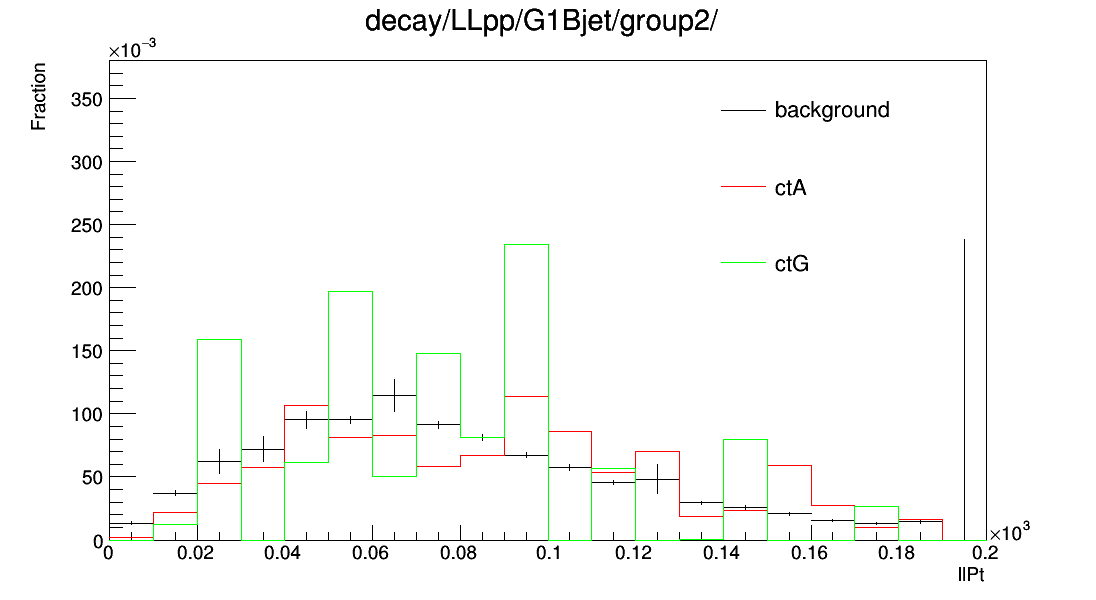 decay/LLpp/G1Bjet/group2/
×10⁻³
Fraction
350
300
250
200
150
100
50
0
background
ctA
ctG
0 0.02 0.04 0.06 0.08 0.1 0.12 0.14 0.16 0.18 0.2
×10³
llPt